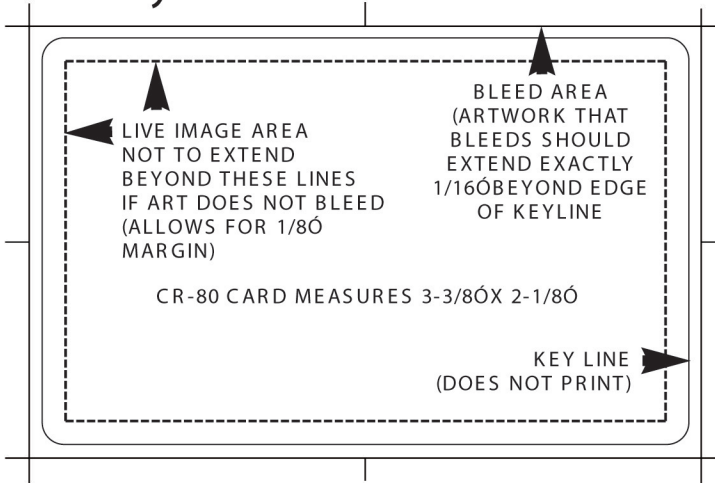 LIVE IMAGE AREA
NOT TO EXTEND
BEYOND THESE LINES
IF ART DOES NOT BLEED
(ALLOWS FOR 1/8Ó
MARGIN)
BLEED AREA
(ARTWORK THAT
BLEEDS SHOULD
EXTEND EXACTLY
1/16ÓBEYOND EDGE
OF KEYLINE
CR-80 CARD MEASURES 3-3/8ÓX 2-1/8Ó
KEY LINE
(DOES NOT PRINT)